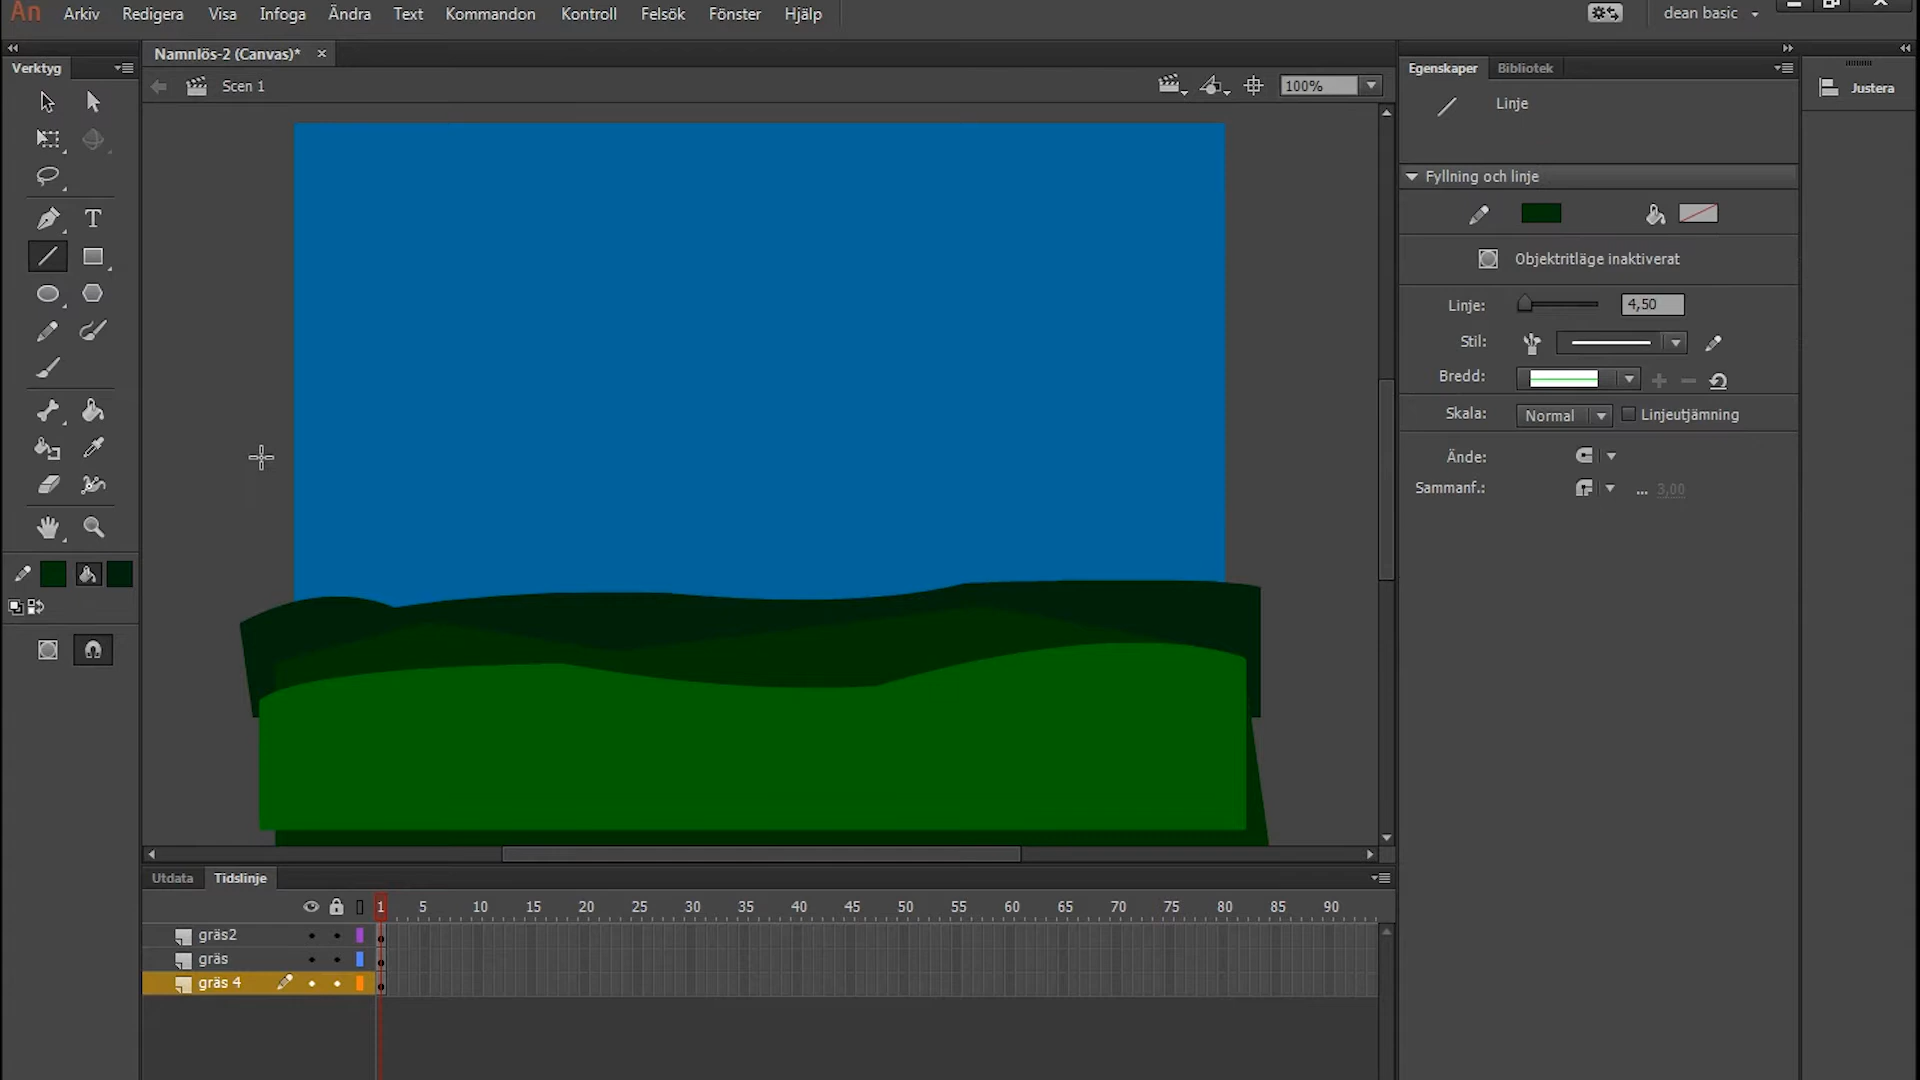 An Arkiv Redigera Visa Infoga Ändra Text Kommandon Kontroll Felsök Fönster Hjälp dean basic
Verktyg
Namnlös-2 (Canvas)* ×
Scen 1
100%
Egenskaper Bibliotek
Justera
Linje
Fyllning och linje
Objektritläge inaktiverat
Linje: 4,50
Stil:
Bredd:
Skala: Normal Linjeutjämning
Ände:
Sammanf.: ... 3,00
T
Utdata Tidslinje
1 5 10 15 20 25 30 35 40 45 50 55 60 65 70 75 80 85 90
gräs2
gräs
gräs 4